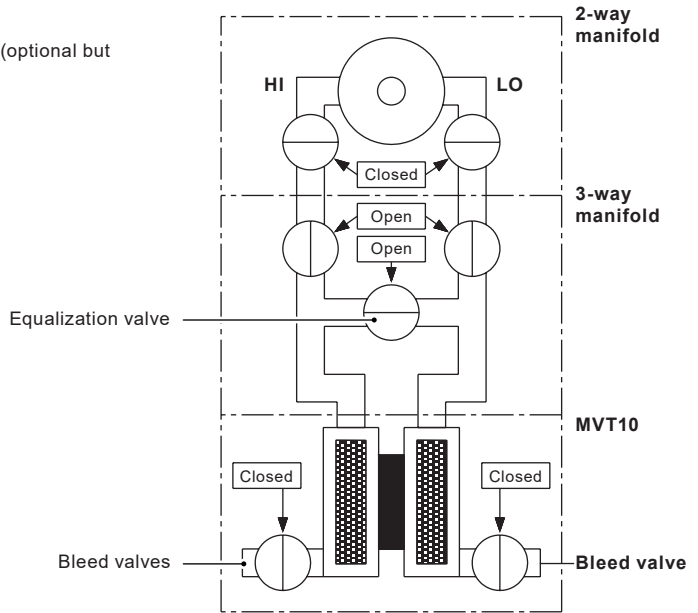 2-way
manifold
(optional but
HI
LO
Closed
3-way
manifold
Open
Open
Equalization valve
MVT10
Closed
Closed
Bleed valves
Bleed valve